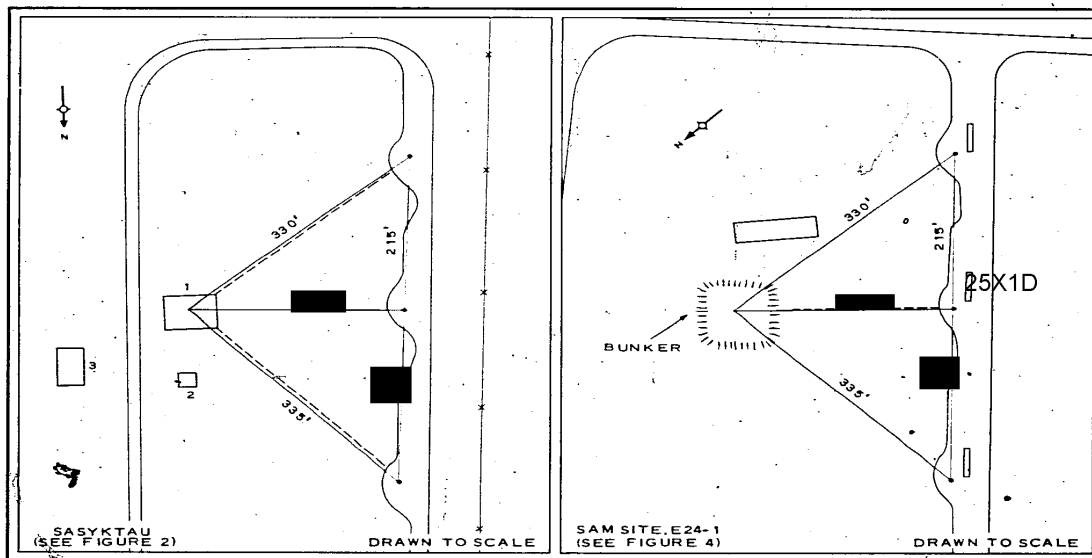 N
330'
215'
1
3
2
335'
SASYKTAU
(SEE FIGURE 2)
DRAWN TO SCALE
N
330'
215'
25X1D
BUNKER
335'
SAM SITE, E24-1
(SEE FIGURE 4)
DRAWN TO SCALE